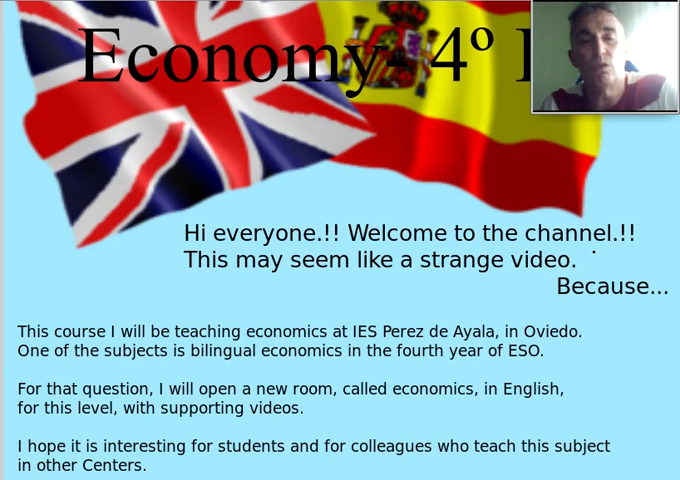 Economy- 4º
Hi everyone.!! Welcome to the channel.!!
This may seem like a strange video.
Because...
This course I will be teaching economics at IES Perez de Ayala, in Oviedo.
One of the subjects is bilingual economics in the fourth year of ESO.
For that question, I will open a new room, called economics, in English,
for this level, with supporting videos.
I hope it is interesting for students and for colleagues who teach this subject
in other Centers.